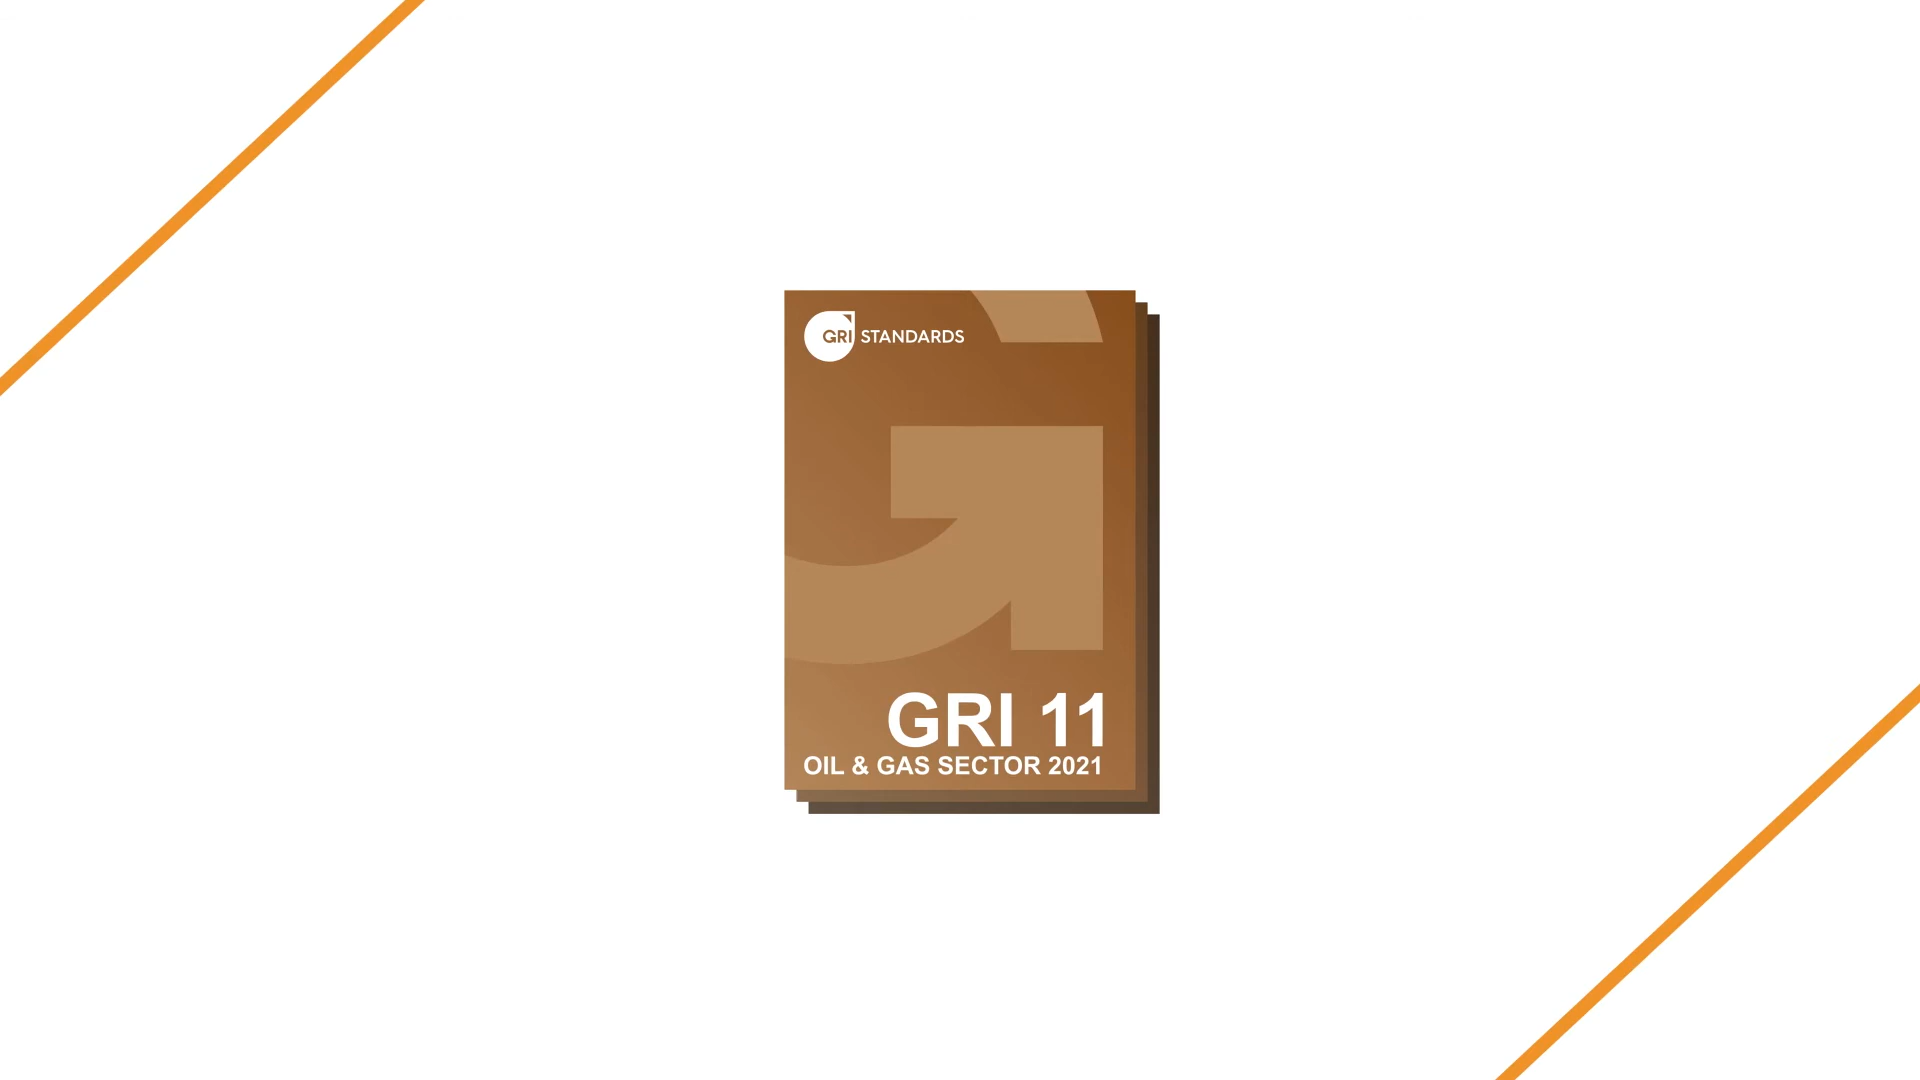 GRI STANDARDS
GRI 11
OIL & GAS SECTOR 2021